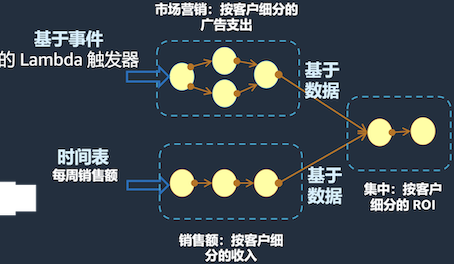 市场营销：按客户细分的
广告支出
基于事件
的 Lambda 触发器
基于
数据
时间表
每周销售额
基于
数据
集中：按客户
细分的 ROI
销售额：按客户细
分的收入